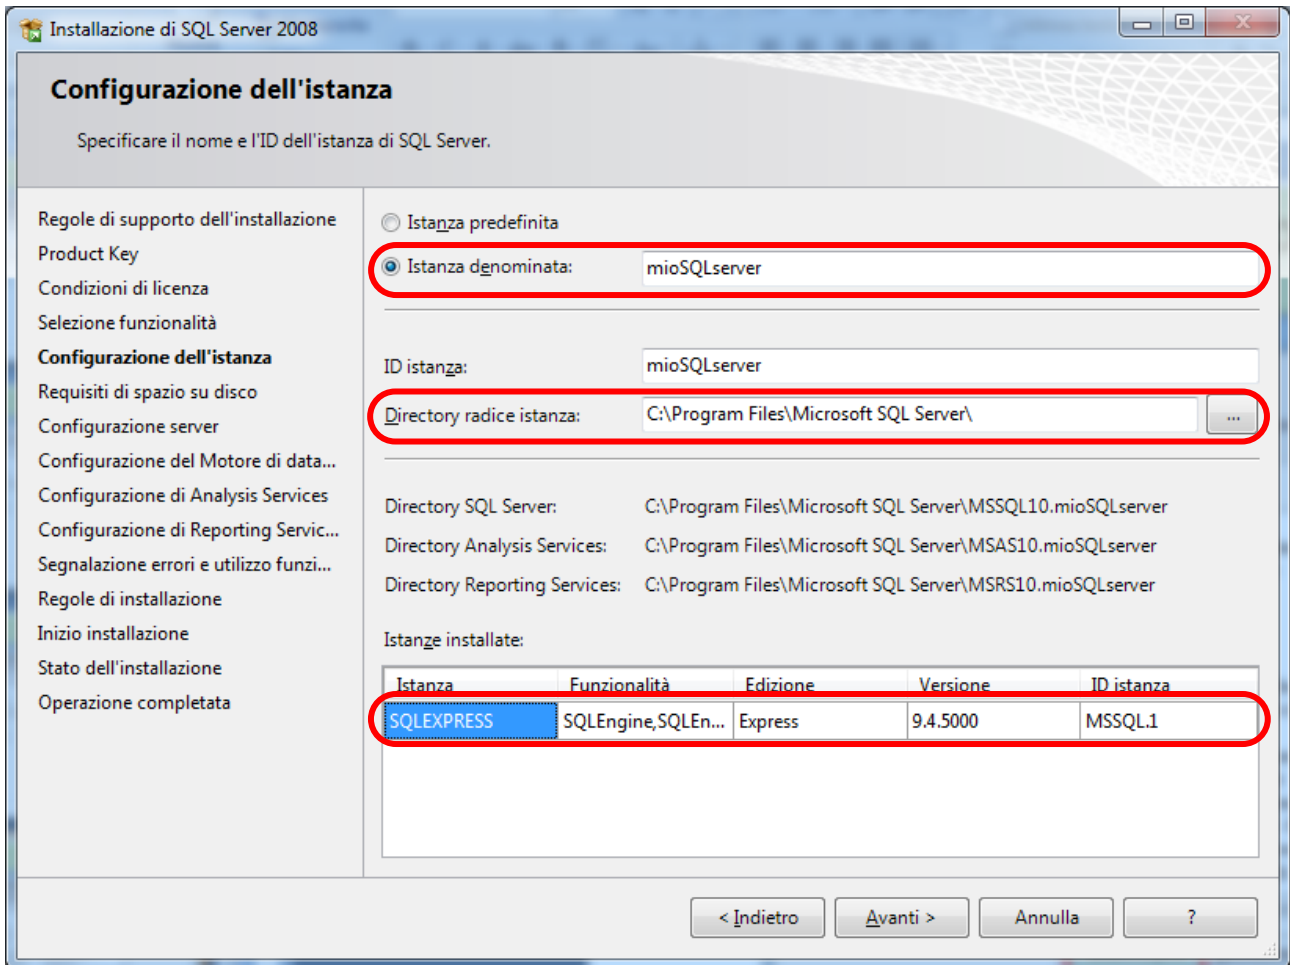 Installazione di SQL Server 2008
Configurazione dell'istanza
Specificare il nome e l'ID dell'istanza di SQL Server.
Regole di supporto dell'installazione
Product Key
Condizioni di licenza
Selezione funzionalità
Configurazione dell'istanza
Requisiti di spazio su disco
Configurazione server
Configurazione del Motore di data...
Configurazione di Analysis Services
Configurazione di Reporting Servic...
Segnalazione errori e utilizzo funzi...
Regole di installazione
Inizio installazione
Stato dell'installazione
Operazione completata
Istanza predefinita
Istanza denominata: mioSQLserver
ID istanza: mioSQLserver
Directory radice istanza: C:\Program Files\Microsoft SQL Server\ ...
Directory SQL Server: C:\Program Files\Microsoft SQL Server\MSSQL10.mioSQLserver
Directory Analysis Services: C:\Program Files\Microsoft SQL Server\MSAS10.mioSQLserver
Directory Reporting Services: C:\Program Files\Microsoft SQL Server\MSRS10.mioSQLserver
Istanze installate:
Istanza Funzionalità Edizione Versione ID istanza
SQLEXPRESS SQLEngine,SQLEn... Express 9.4.5000 MSSQL.1
< Indietro Avanti > Annulla ?